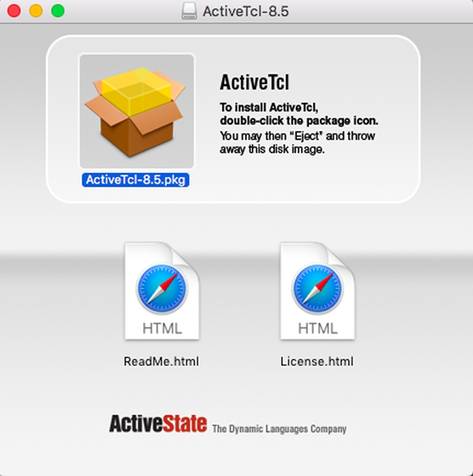 ActiveTcl-8.5
ActiveTcl
To install ActiveTcl,
double-click the package icon.
You may then "Eject" and throw
away this disk image.
ActiveTcl-8.5.pkg
HTML
HTML
ReadMe.html
License.html
ActiveState The Dynamic Languages Company